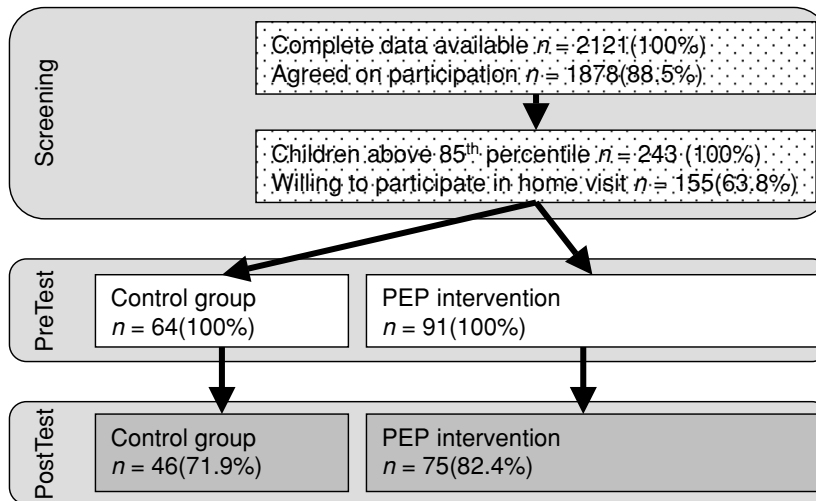 Screening
Complete data available n = 2121(100%)
Agreed on participation n = 1878(88.5%)
Children above 85th percentile n = 243 (100%)
Willing to participate in home visit n = 155(63.8%)
PreTest
Control group
n = 64(100%)
PEP intervention
n = 91(100%)
PostTest
Control group
n = 46(71.9%)
PEP intervention
n = 75(82.4%)